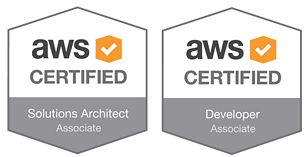 aws
CERTIFIED
Solutions Architect
Associate
aws
CERTIFIED
Developer
Associate